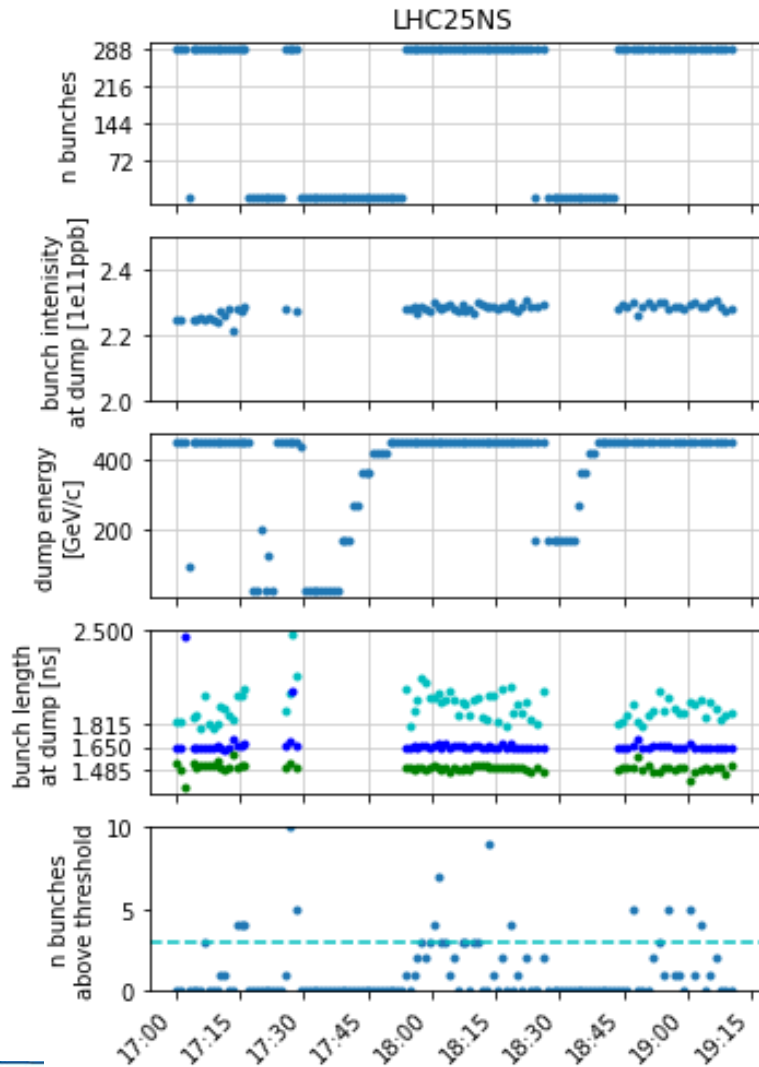 LHC25NS
n bunches
288
216
144
72
bunch intenisity
at dump [1e11ppb]
2.4
2.2
2.0
dump energy
[GeV/c]
400
200
bunch length
at dump [ns]
2.500
1.815
1.650
1.485
n bunches
above threshold
10
5
0
17:00
17:15
17:30
17:45
18:00
18:15
18:30
18:45
19:00
19:15